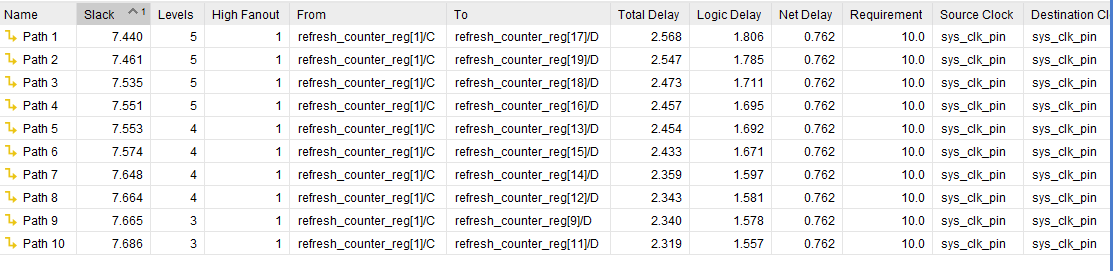 Name Slack 1 Levels High Fanout From To Total Delay Logic Delay Net Delay Requirement Source Clock Destination Cl
Path 1 7.440 5 1 refresh_counter_reg[1]/C refresh_counter_reg[17]/D 2.568 1.806 0.762 10.0 sys_clk_pin sys_clk_pin
Path 2 7.461 5 1 refresh_counter_reg[1]/C refresh_counter_reg[19]/D 2.547 1.785 0.762 10.0 sys_clk_pin sys_clk_pin
Path 3 7.535 5 1 refresh_counter_reg[1]/C refresh_counter_reg[18]/D 2.473 1.711 0.762 10.0 sys_clk_pin sys_clk_pin
Path 4 7.551 5 1 refresh_counter_reg[1]/C refresh_counter_reg[16]/D 2.457 1.695 0.762 10.0 sys_clk_pin sys_clk_pin
Path 5 7.553 4 1 refresh_counter_reg[1]/C refresh_counter_reg[13]/D 2.454 1.692 0.762 10.0 sys_clk_pin sys_clk_pin
Path 6 7.574 4 1 refresh_counter_reg[1]/C refresh_counter_reg[15]/D 2.433 1.671 0.762 10.0 sys_clk_pin sys_clk_pin
Path 7 7.648 4 1 refresh_counter_reg[1]/C refresh_counter_reg[14]/D 2.359 1.597 0.762 10.0 sys_clk_pin sys_clk_pin
Path 8 7.664 4 1 refresh_counter_reg[1]/C refresh_counter_reg[12]/D 2.343 1.581 0.762 10.0 sys_clk_pin sys_clk_pin
Path 9 7.665 3 1 refresh_counter_reg[1]/C refresh_counter_reg[9]/D 2.340 1.578 0.762 10.0 sys_clk_pin sys_clk_pin
Path 10 7.686 3 1 refresh_counter_reg[1]/C refresh_counter_reg[11]/D 2.319 1.557 0.762 10.0 sys_clk_pin sys_clk_pin